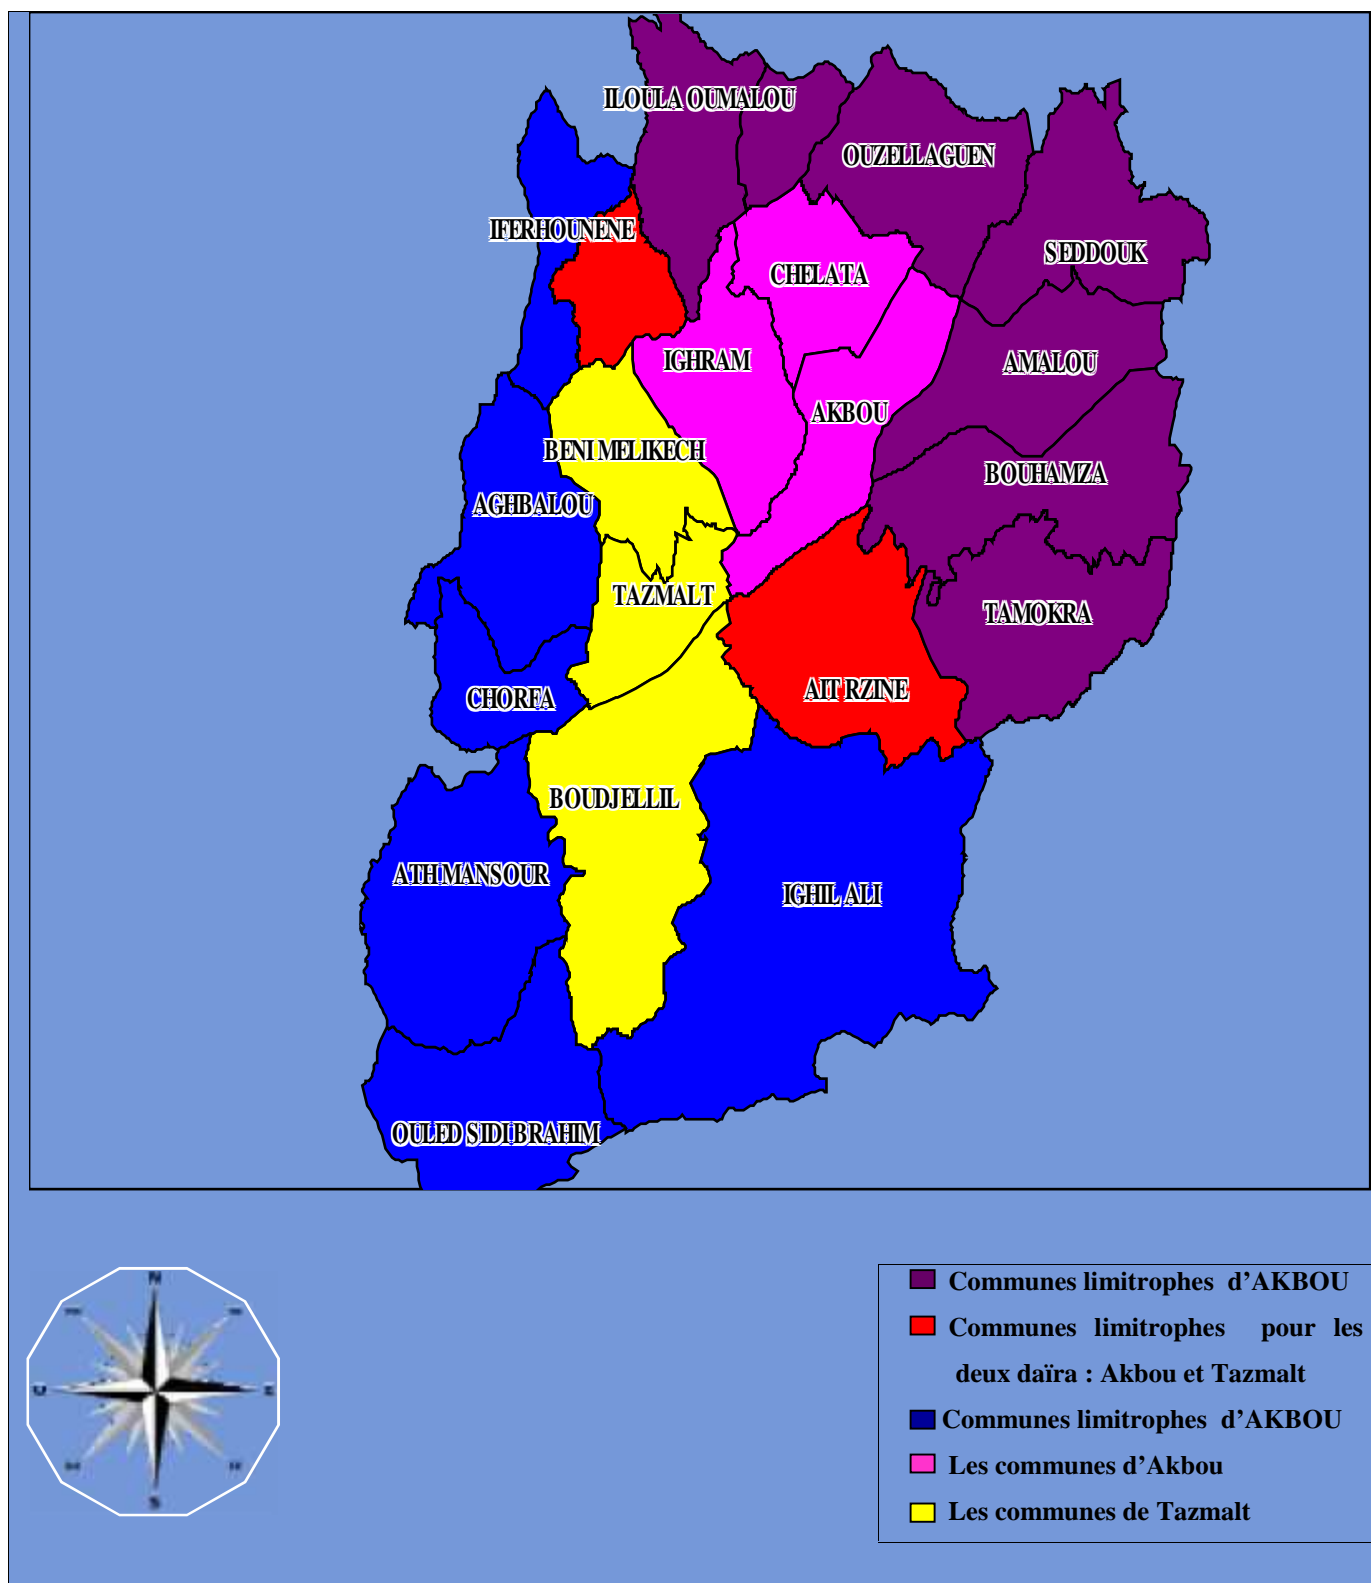 ILOULA OUMALOU
OUZELLAGUEN
IFERHOUNENE
SEDDOUK
CHELATA
IGHRAM
AMALOU
AKBOU
BENI MELIKECH
BOUHAMZA
AGHBALOU
TAZMALT
TAMOKRA
CHORFA
AIT RZINE
BOUDJELLIL
ATH MANSOUR
IGHIL ALI
OULED SIDI BRAHIM
N
S
Communes limitrophes d’AKBOU
Communes limitrophes pour les
deux daïra : Akbou et Tazmalt
Communes limitrophes d’AKBOU
Les communes d’Akbou
Les communes de Tazmalt